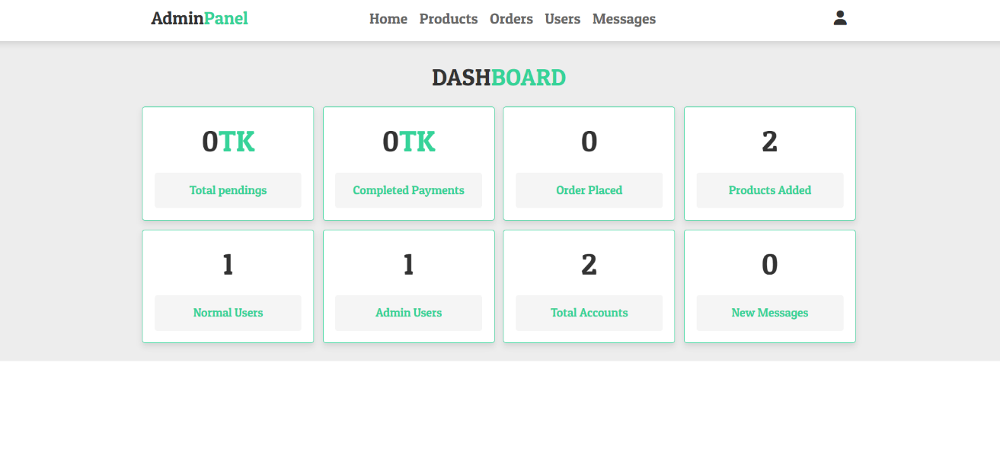 AdminPanel Home Products Orders Users Messages
DASHBOARD
0TK 0TK 0 2
Total pendings Completed Payments Order Placed Products Added
1 1 2 0
Normal Users Admin Users Total Accounts New Messages